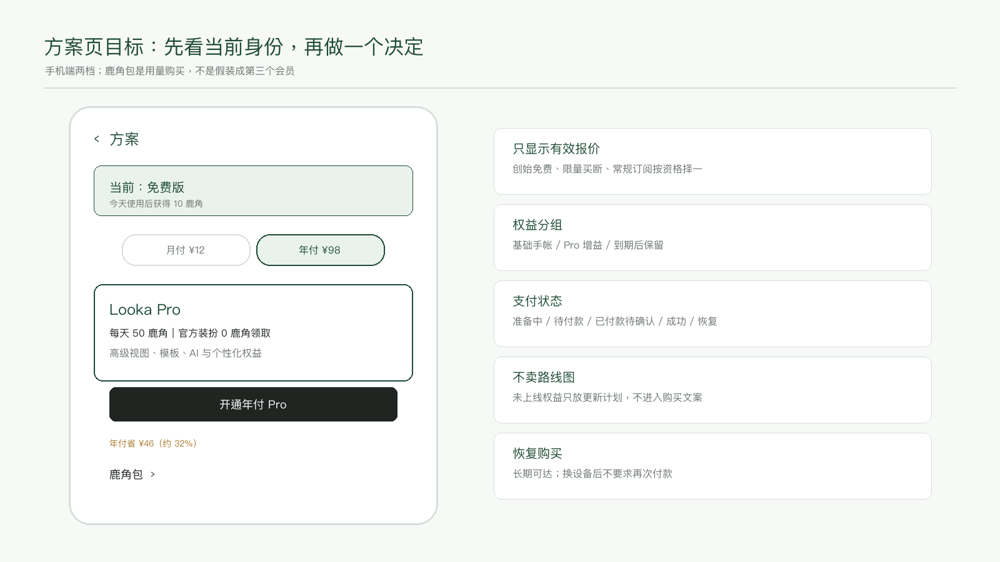 方案页目标：先看当前身份，再做一个决定
手机端两档；鹿角包是用量购买，不是假装成第三个会员
< 方案
当前：免费版
今天使用后获得 10 鹿角
月付 ¥12
年付 ¥98
Looka Pro
每天 50 鹿角 | 官方装扮 0 鹿角领取
高级视图、模板、AI 与个性化权益
开通年付 Pro
年付省 ¥46（约 32%）
鹿角包 >
只显示有效报价
创始免费、限量买断、常规订阅按资格择一
权益分组
基础手帐 / Pro 增益 / 到期后保留
支付状态
准备中 / 待付款 / 已付款待确认 / 成功 / 恢复
不卖路线图
未上线权益只放更新计划，不进入购买文案
恢复购买
长期可达；换设备后不要求再次付款